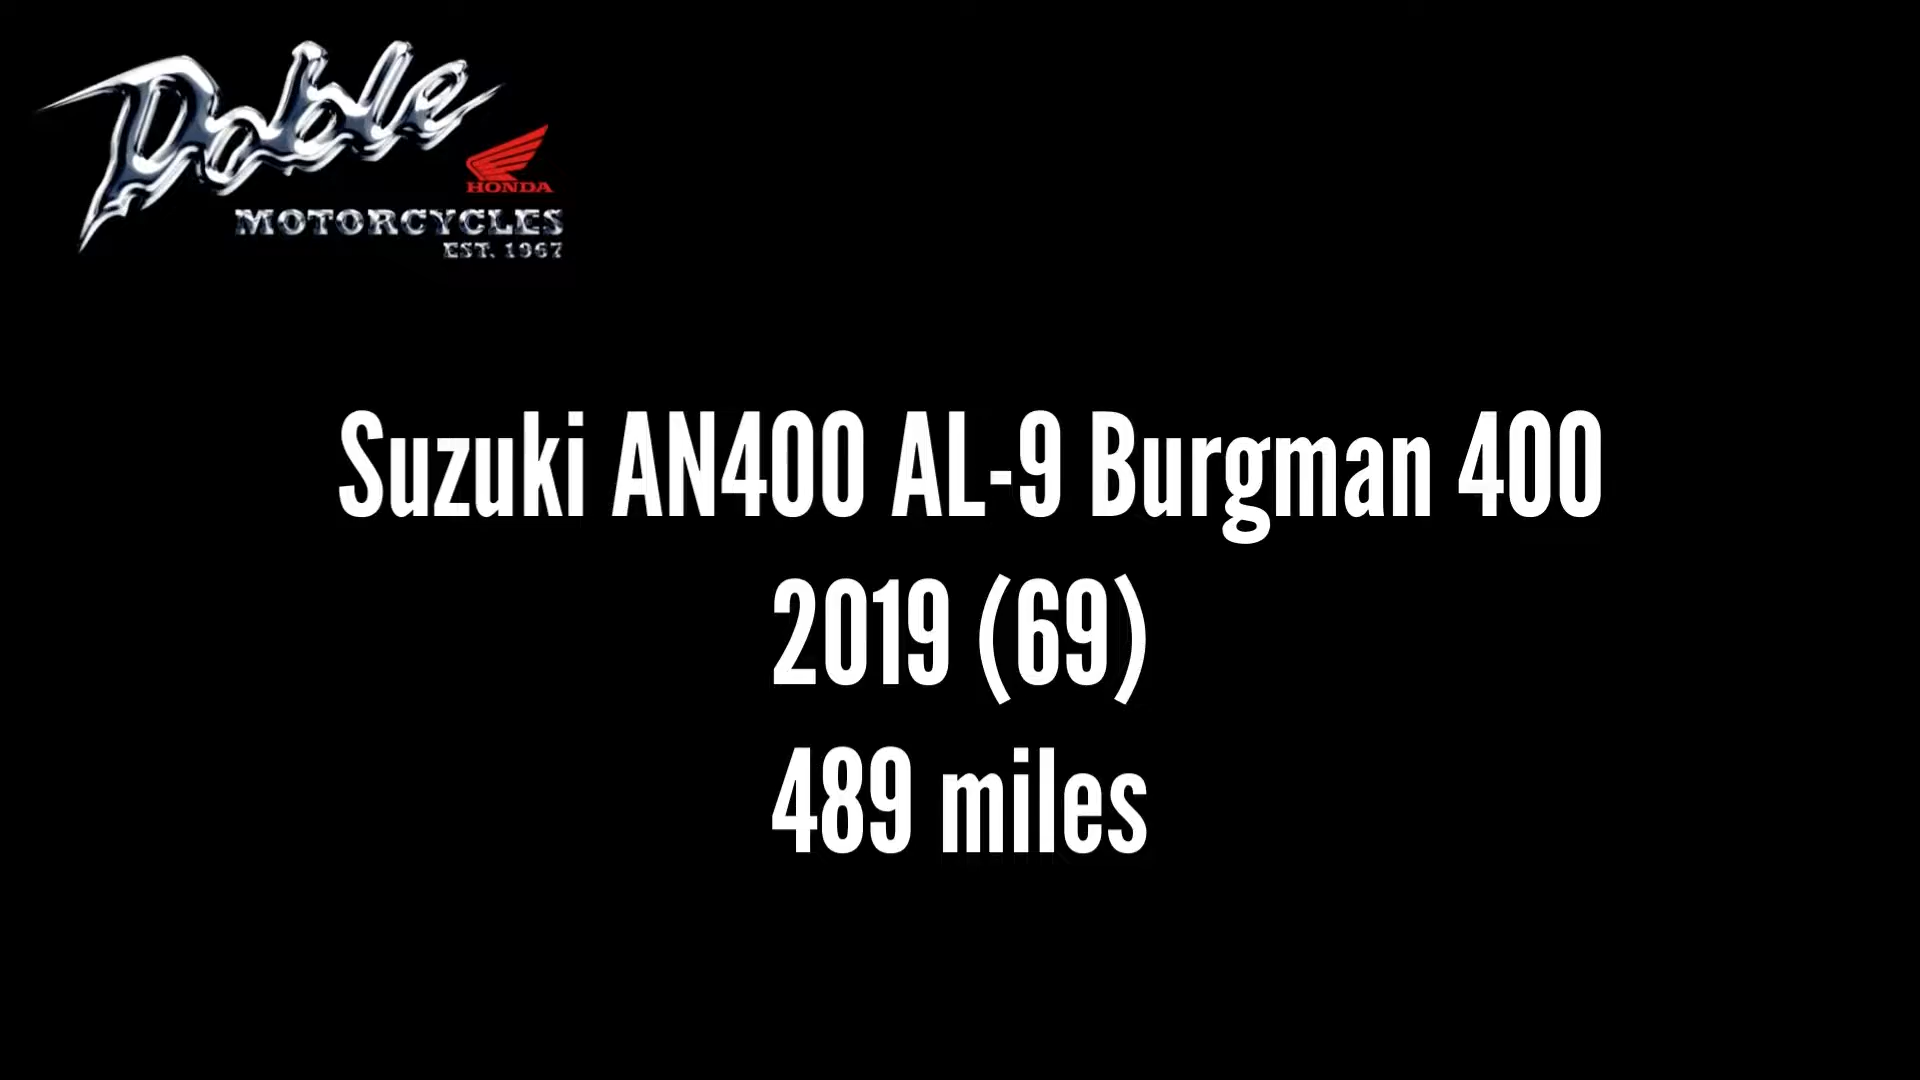 Doble
HONDA
MOTORCYCLES
EST. 1967
Suzuki AN400 AL-9 Burgman 400
2019 (69)
489 miles